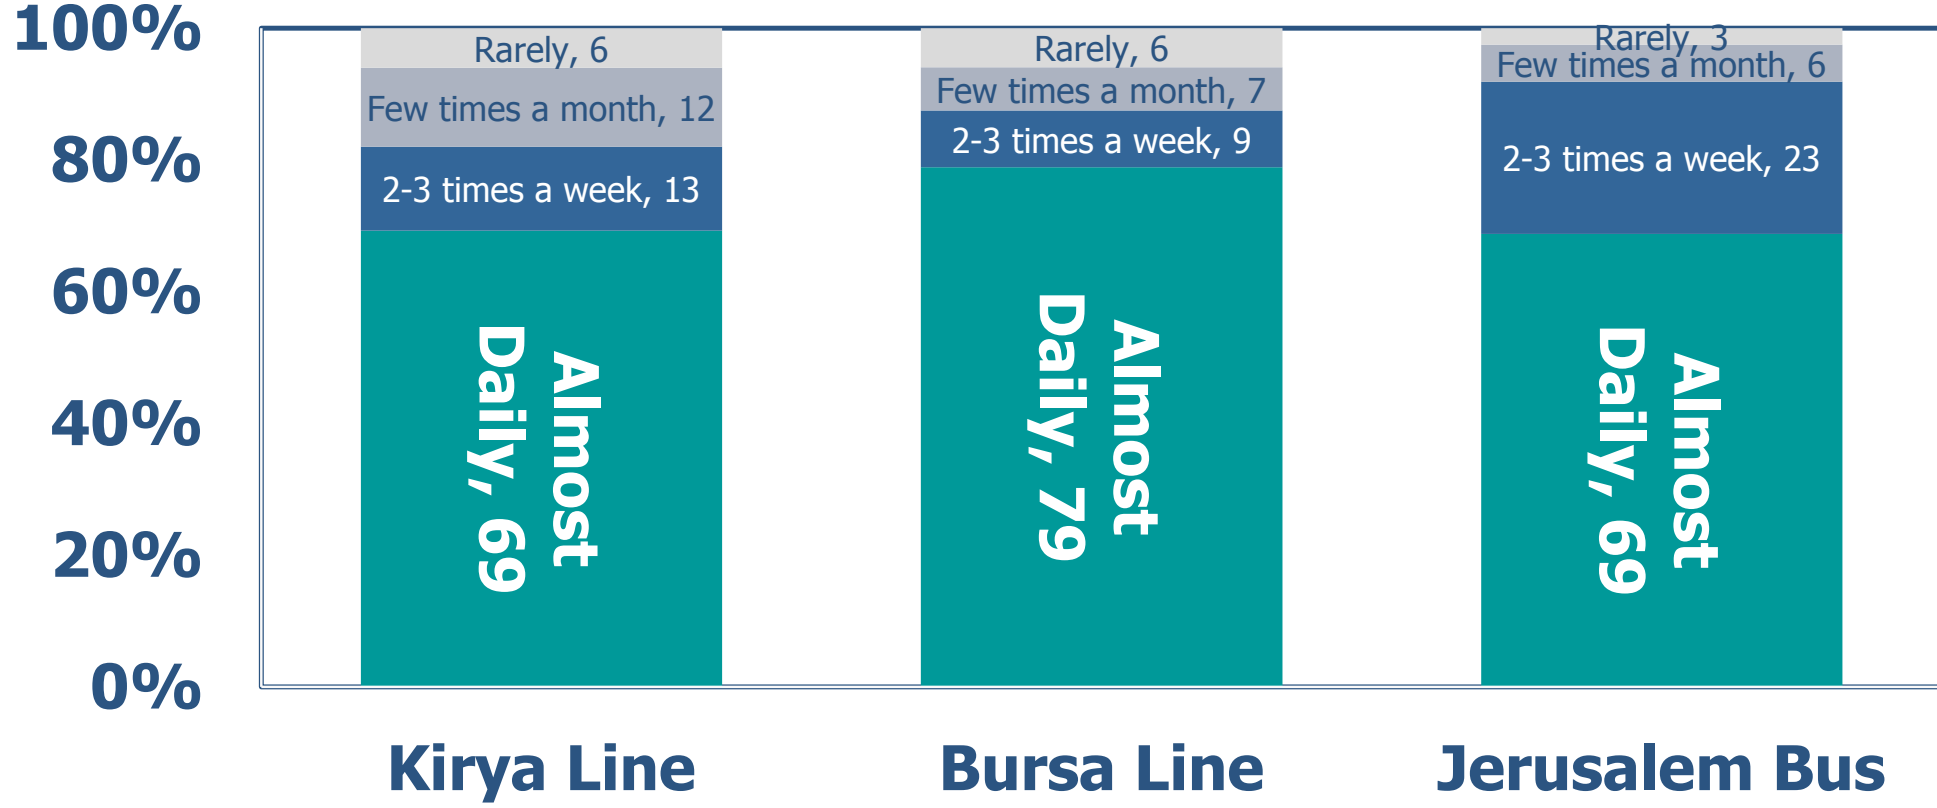 100%
80%
60%
40%
20%
0%
Rarely, 6
Few times a month, 12
2-3 times a week, 13
Almost
Daily, 69
Rarely, 6
Few times a month, 7
2-3 times a week, 9
Almost
Daily, 79
Rarely, 3
Few times a month, 6
2-3 times a week, 23
Almost
Daily, 69
Kirya Line
Bursa Line
Jerusalem Bus